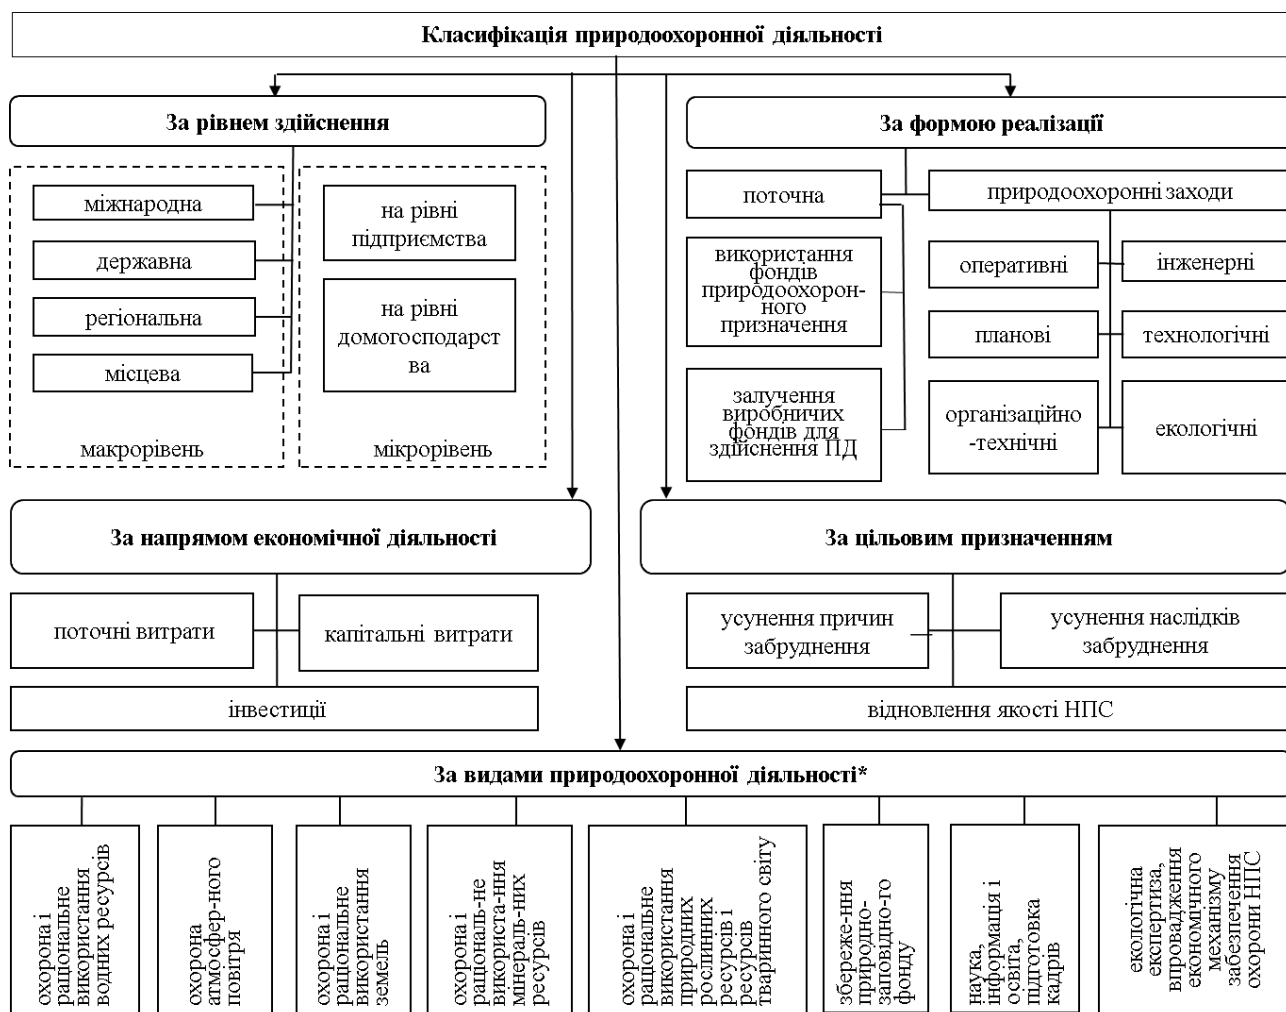 Класифікація природоохоронної діяльності
За рівнем здійснення
міжнародна
державна
регіональна
місцева
макрорівень
на рівні
підприємства
на рівні
домогосподарст
ва
мікрорівень
За формою реалізації
поточна
використання
фондів
природоохорон-
ного
призначення
залучення
виробничих
фондів для
здійснення ПД
природоохоронні заходи
оперативні
інженерні
планові
технологічні
організаційно
-технічні
екологічні
За напрямом економічної діяльності
поточні витрати
капітальні витрати
інвестиції
За цільовим призначенням
усунення причин
забруднення
усунення наслідків
забруднення
відновлення якості НПС
За видами природоохоронної діяльності*
охорона і
раціональне
використання
водних ресурсів
охорона
атмосфер-ного
повітря
охорона і
раціональне
використання
земель
охорона і
раціональ-не
використа-ння
мінераль-них
ресурсів
охорона і
раціональне
використання
природних
рослинних
ресурсів і
ресурсів
тваринного світу
збереже-ння
природно-
заповідно-го
фонду
наука,
інформація і
освіта,
підготовка
кадрів
екологічна
експертиза,
впровадження
економічного
механізму
забезпечення
охорони НПС